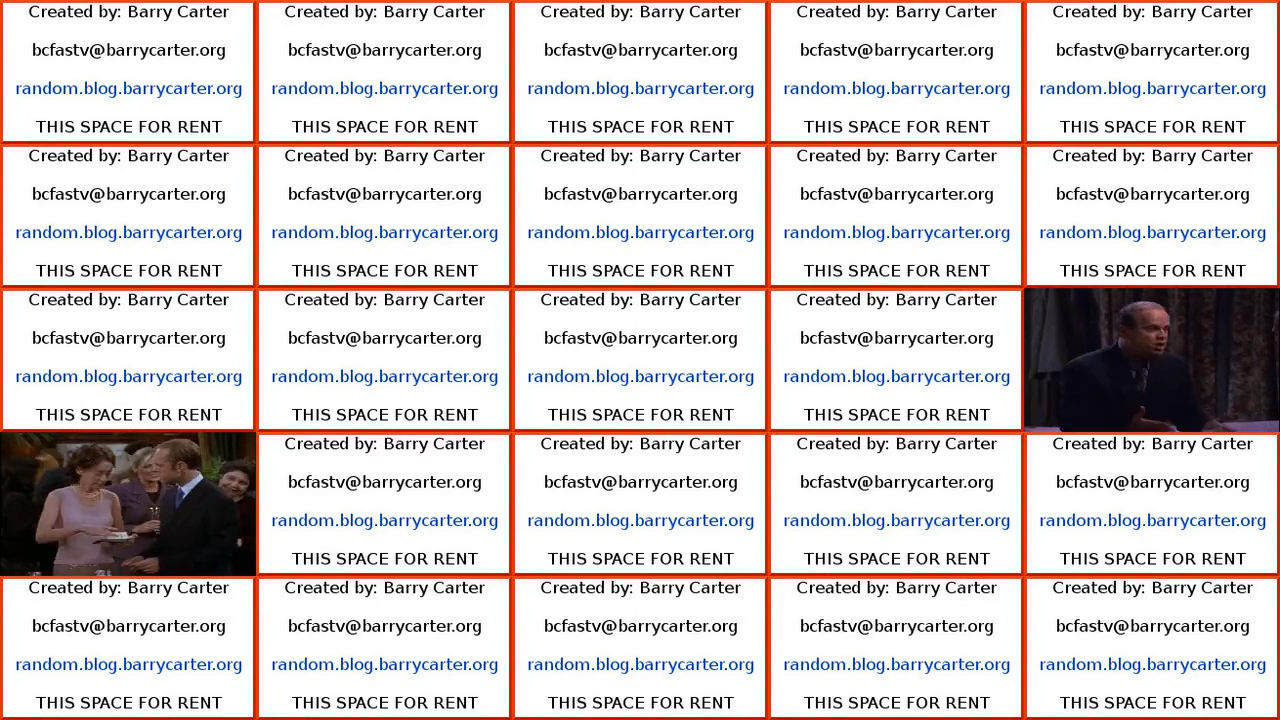 Created by: Barry Carter
bcfastv@barrycarter.org
random.blog.barrycarter.org
THIS SPACE FOR RENT
Created by: Barry Carter
bcfastv@barrycarter.org
random.blog.barrycarter.org
THIS SPACE FOR RENT
Created by: Barry Carter
bcfastv@barrycarter.org
random.blog.barrycarter.org
THIS SPACE FOR RENT
Created by: Barry Carter
bcfastv@barrycarter.org
random.blog.barrycarter.org
THIS SPACE FOR RENT
Created by: Barry Carter
bcfastv@barrycarter.org
random.blog.barrycarter.org
THIS SPACE FOR RENT
Created by: Barry Carter
bcfastv@barrycarter.org
random.blog.barrycarter.org
THIS SPACE FOR RENT
Created by: Barry Carter
bcfastv@barrycarter.org
random.blog.barrycarter.org
THIS SPACE FOR RENT
Created by: Barry Carter
bcfastv@barrycarter.org
random.blog.barrycarter.org
THIS SPACE FOR RENT
Created by: Barry Carter
bcfastv@barrycarter.org
random.blog.barrycarter.org
THIS SPACE FOR RENT
Created by: Barry Carter
bcfastv@barrycarter.org
random.blog.barrycarter.org
THIS SPACE FOR RENT
Created by: Barry Carter
bcfastv@barrycarter.org
random.blog.barrycarter.org
THIS SPACE FOR RENT
Created by: Barry Carter
bcfastv@barrycarter.org
random.blog.barrycarter.org
THIS SPACE FOR RENT
Created by: Barry Carter
bcfastv@barrycarter.org
random.blog.barrycarter.org
THIS SPACE FOR RENT
Created by: Barry Carter
bcfastv@barrycarter.org
random.blog.barrycarter.org
THIS SPACE FOR RENT
Created by: Barry Carter
bcfastv@barrycarter.org
random.blog.barrycarter.org
THIS SPACE FOR RENT
Created by: Barry Carter
bcfastv@barrycarter.org
random.blog.barrycarter.org
THIS SPACE FOR RENT
Created by: Barry Carter
bcfastv@barrycarter.org
random.blog.barrycarter.org
THIS SPACE FOR RENT
Created by: Barry Carter
bcfastv@barrycarter.org
random.blog.barrycarter.org
THIS SPACE FOR RENT
Created by: Barry Carter
bcfastv@barrycarter.org
random.blog.barrycarter.org
THIS SPACE FOR RENT
Created by: Barry Carter
bcfastv@barrycarter.org
random.blog.barrycarter.org
THIS SPACE FOR RENT
Created by: Barry Carter
bcfastv@barrycarter.org
random.blog.barrycarter.org
THIS SPACE FOR RENT
Created by: Barry Carter
bcfastv@barrycarter.org
random.blog.barrycarter.org
THIS SPACE FOR RENT
Created by: Barry Carter
bcfastv@barrycarter.org
random.blog.barrycarter.org
THIS SPACE FOR RENT